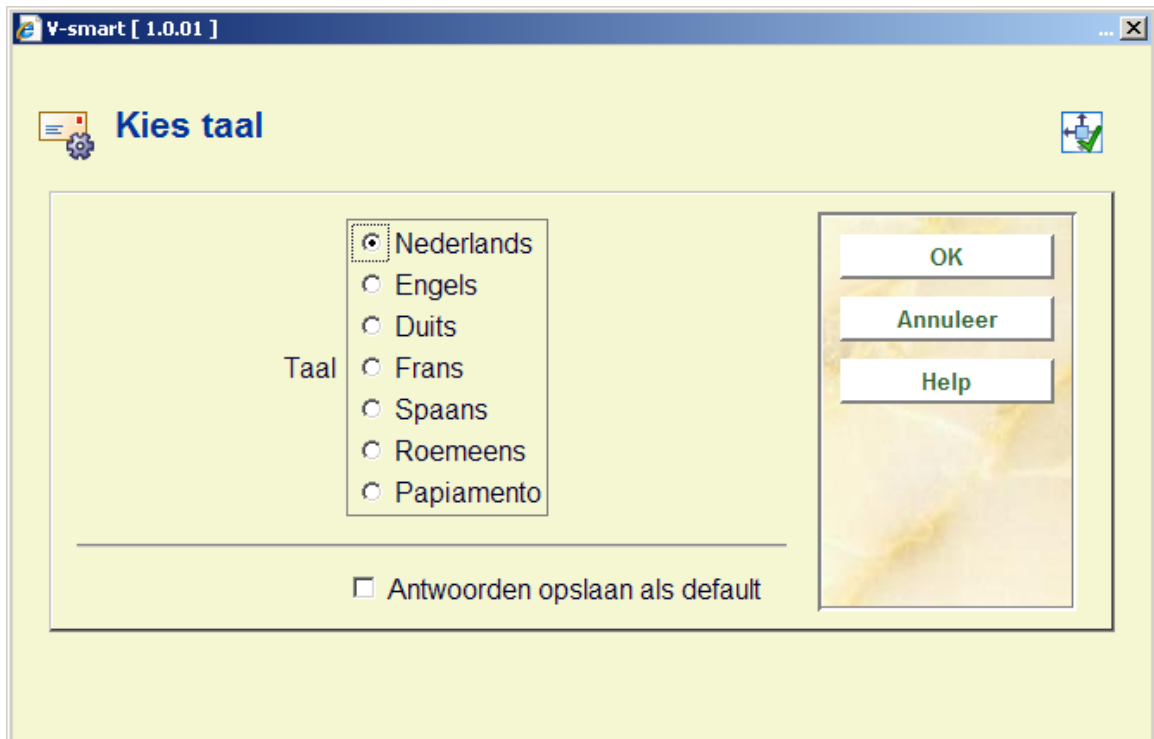 V-smart [ 1.0.01 ]
...
Kies taal
Taal
Nederlands
Engels
Duits
Frans
Spaans
Roemeens
Papiamento
Antwoorden opslaan als default
OK
Annuleer
Help